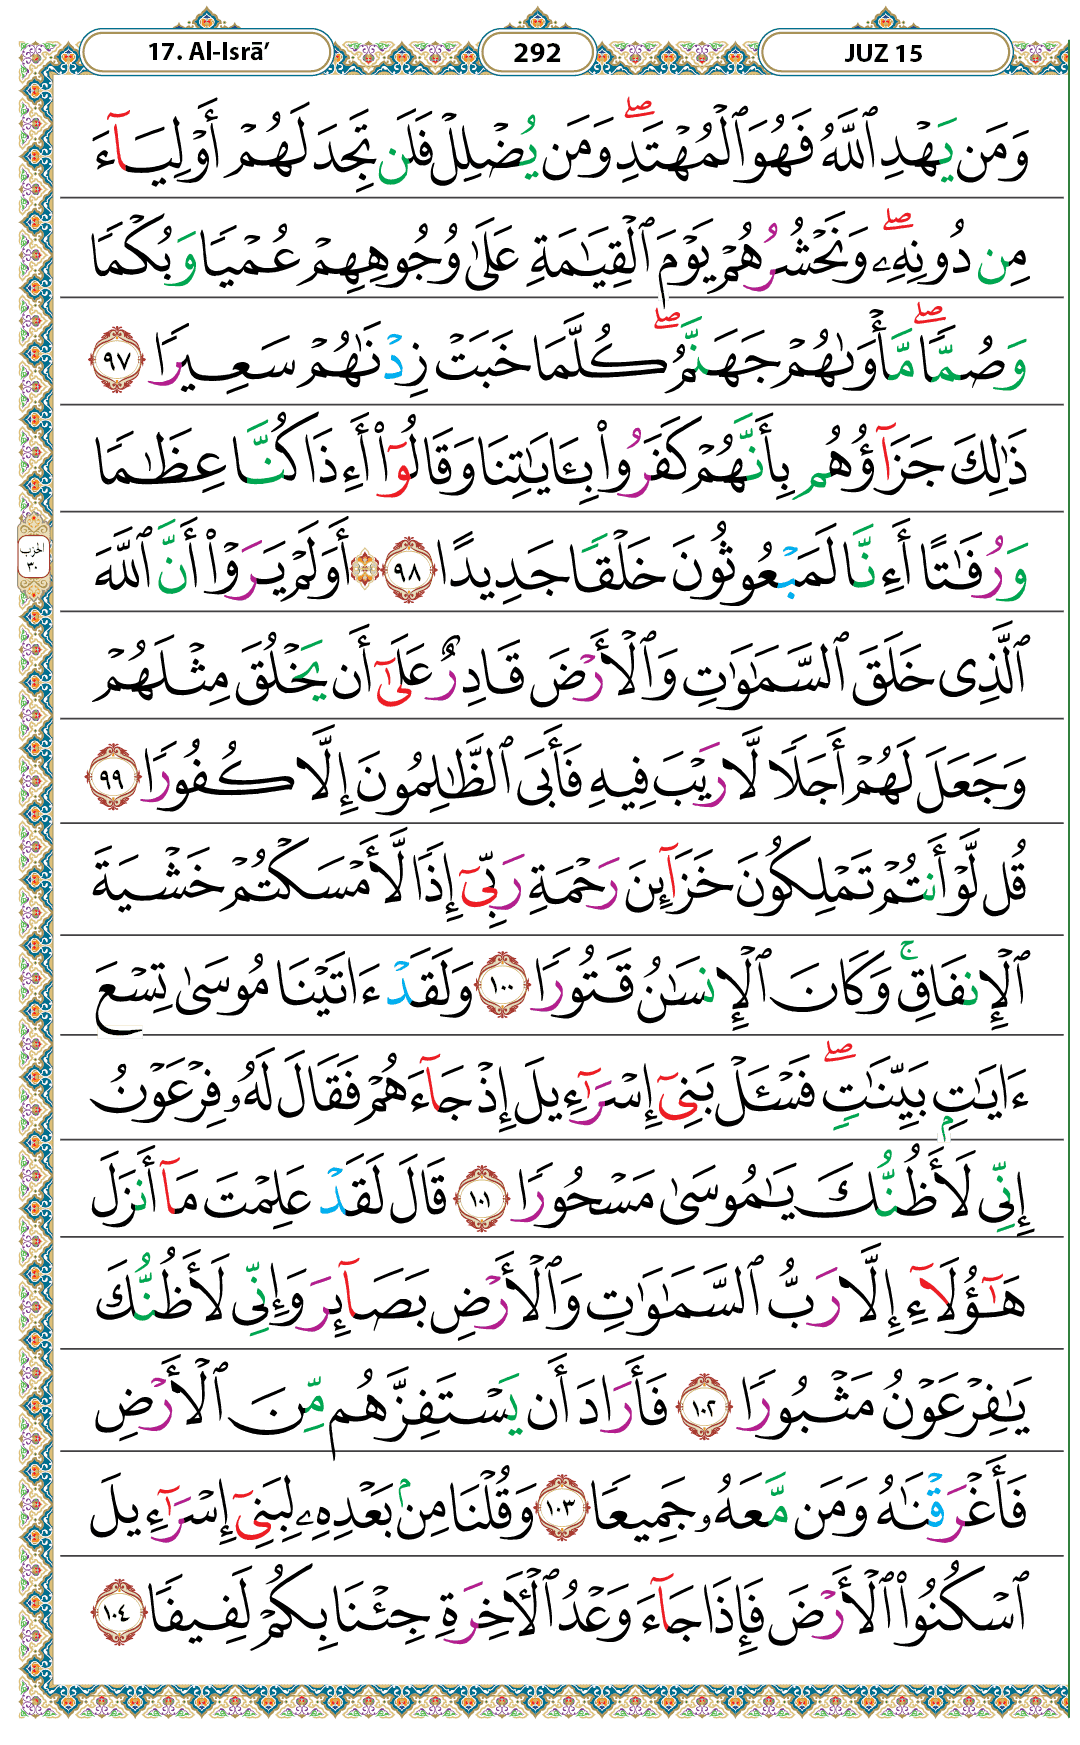 17. Al-Isrā’
292
JUZ 15
وَمَن يَهْدِ ٱللَّهُ فَهُوَ ٱلْمُهْتَدِ ۖ وَمَن يُضْلِلْ فَلَن تَجِدَ لَهُمْ أَوْلِيَآءَ
مِن دُونِهِۦ ۖ وَنَحْشُرُهُمْ يَوْمَ ٱلْقِيَٰمَةِ عَلَىٰ وُجُوهِهِمْ عُمْيًا وَبُكْمًا
وَصُمًّا ۖ مَّأْوَىٰهُمْ جَهَنَّمُ ۖ كُلَّمَا خَبَتْ زِدْنَٰهُمْ سَعِيرًا ٩٧
ذَٰلِكَ جَزَآؤُهُم بِأَنَّهُمْ كَفَرُوا۟ بِـَٔايَٰتِنَا وَقَالُوٓا۟ أَءِذَا كُنَّا عِظَٰمًا
وَرُفَٰتًا أَءِنَّا لَمَبْعُوثُونَ خَلْقًا جَدِيدًا ٩٨ ۞ أَوَلَمْ يَرَوْا۟ أَنَّ ٱللَّهَ
الحزب ٣٠
ٱلَّذِى خَلَقَ ٱلسَّمَٰوَٰتِ وَٱلْأَرْضَ قَادِرٌ عَلَىٰٓ أَن يَخْلُقَ مِثْلَهُمْ
وَجَعَلَ لَهُمْ أَجَلًا لَّا رَيْبَ فِيهِ فَأَبَى ٱلظَّٰلِمُونَ إِلَّا كُفُورًا ٩٩
قُل لَّوْ أَنتُمْ تَمْلِكُونَ خَزَآئِنَ رَحْمَةِ رَبِّىٓ إِذًا لَّأَمْسَكْتُمْ خَشْيَةَ
ٱلْإِنفَاقِ ۚ وَكَانَ ٱلْإِنسَٰنُ قَتُورًا ١٠٠ وَلَقَدْ ءَاتَيْنَا مُوسَىٰ تِسْعَ
ءَايَٰتٍۭ بَيِّنَٰتٍ ۖ فَسْـَٔلْ بَنِىٓ إِسْرَٰٓءِيلَ إِذْ جَآءَهُمْ فَقَالَ لَهُۥ فِرْعَوْنُ
إِنِّى لَأَظُنُّكَ يَٰمُوسَىٰ مَسْحُورًا ١٠١ قَالَ لَقَدْ عَلِمْتَ مَآ أَنزَلَ
هَٰٓؤُلَآءِ إِلَّا رَبُّ ٱلسَّمَٰوَٰتِ وَٱلْأَرْضِ بَصَآئِرَ وَإِنِّى لَأَظُنُّكَ
يَٰفِرْعَوْنُ مَثْبُورًا ١٠٢ فَأَرَادَ أَن يَسْتَفِزَّهُم مِّنَ ٱلْأَرْضِ
فَأَغْرَقْنَٰهُ وَمَن مَّعَهُۥ جَمِيعًا ١٠٣ وَقُلْنَا مِنۢ بَعْدِهِۦ لِبَنِىٓ إِسْرَٰٓءِيلَ
ٱسْكُنُوا۟ ٱلْأَرْضَ فَإِذَا جَآءَ وَعْدُ ٱلْـَٔاخِرَةِ جِئْنَا بِكُمْ لَفِيفًا ١٠٤